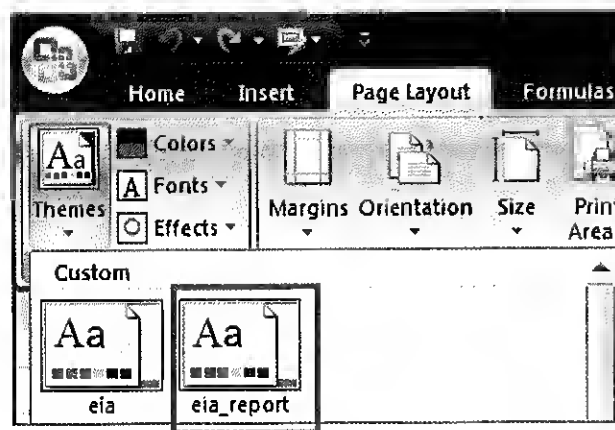 Home Insert Page Layout Formulas
Aa Colors
A Fonts
Themes Margins Orientation Size Print
Effects Area
Custom
Aa Aa
eia eia_report